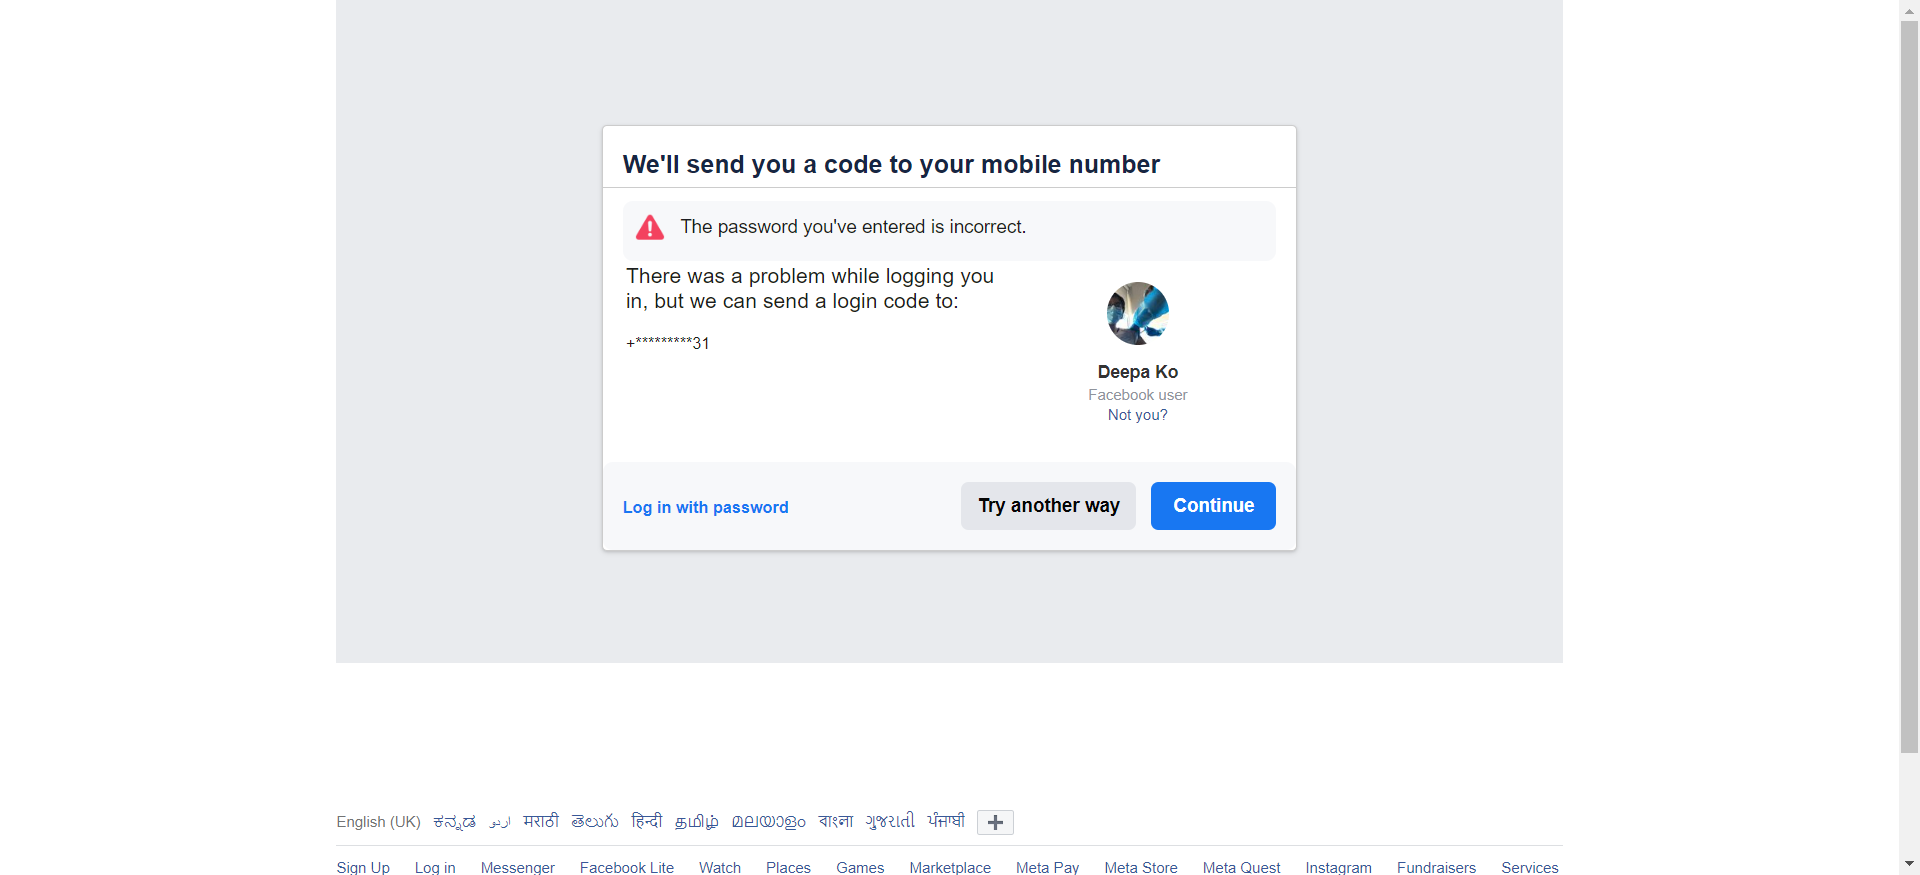 We'll send you a code to your mobile number
The password you've entered is incorrect.
There was a problem while logging you
in, but we can send a login code to:
+*********31
Deepa Ko
Facebook user
Not you?
Log in with password
Try another way
Continue
English (UK) ಕನ್ನಡ اردو मराठी తెలుగు हिन्दी தமிழ் മലയാളം বাংলা ગુજરાતી ਪੰਜਾਬੀ
Sign Up Log in Messenger Facebook Lite Watch Places Games Marketplace Meta Pay Meta Store Meta Quest Instagram Fundraisers Services